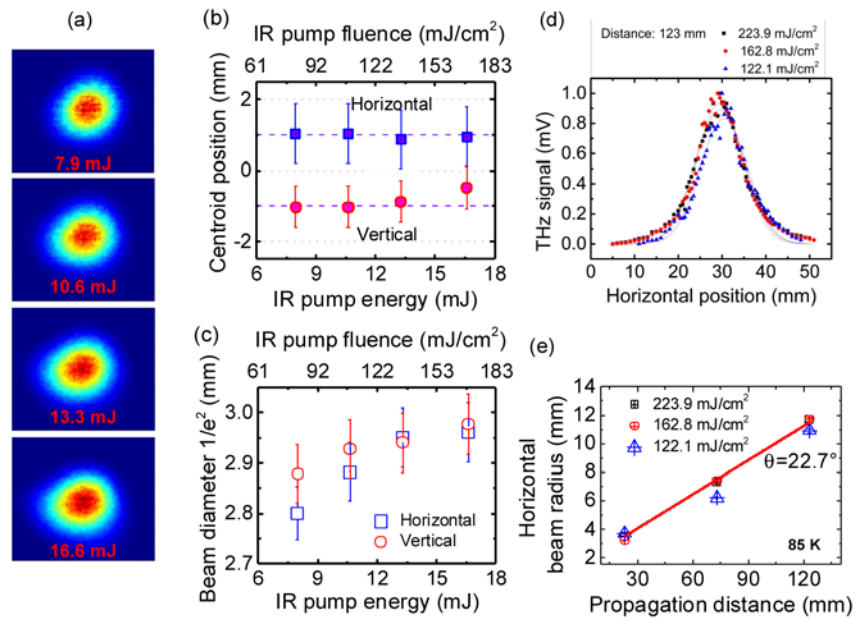 (a)
7.9 mJ
10.6 mJ
13.3 mJ
16.6 mJ
(b)
IR pump fluence (mJ/cm²)
61 92 122 153 183
Centroid position (mm)
2
0
-2
Horizontal
Vertical
6 9 12 15 18
IR pump energy (mJ)
(c)
IR pump fluence (mJ/cm²)
61 92 122 153 183
Beam diameter 1/e² (mm)
3.0
2.9
2.8
2.7
Horizontal
Vertical
6 9 12 15 18
IR pump energy (mJ)
(d)
Distance: 123 mm
223.9 mJ/cm²
162.8 mJ/cm²
122.1 mJ/cm²
THz signal (mV)
1.0
0.8
0.6
0.4
0.2
0.0
0 10 20 30 40 50
Horizontal position (mm)
(e)
Horizontal
beam radius (mm)
14
12
10
8
6
4
2
223.9 mJ/cm²
162.8 mJ/cm²
122.1 mJ/cm²
θ=22.7°
85 K
0 30 60 90 120
Propagation distance (mm)